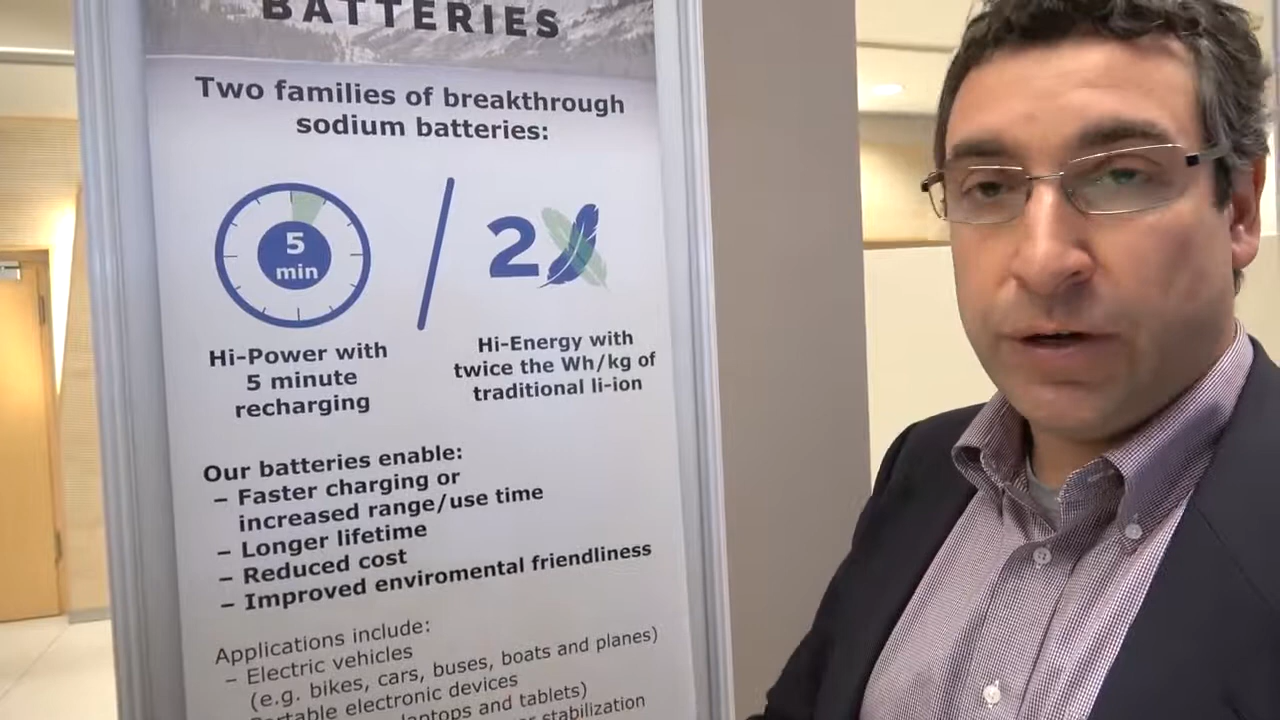 BATTERIES
Two families of breakthrough
sodium batteries:
5
min
2
Hi-Power with
5 minute
recharging
Hi-Energy with
twice the Wh/kg of
traditional li-ion
Our batteries enable:
– Faster charging or
increased range/use time
– Longer lifetime
– Reduced cost
– Improved enviromental friendliness
Applications include:
– Electric vehicles
(e.g. bikes, cars, buses, boats and planes)
electronic devices
and tablets)
stabilization